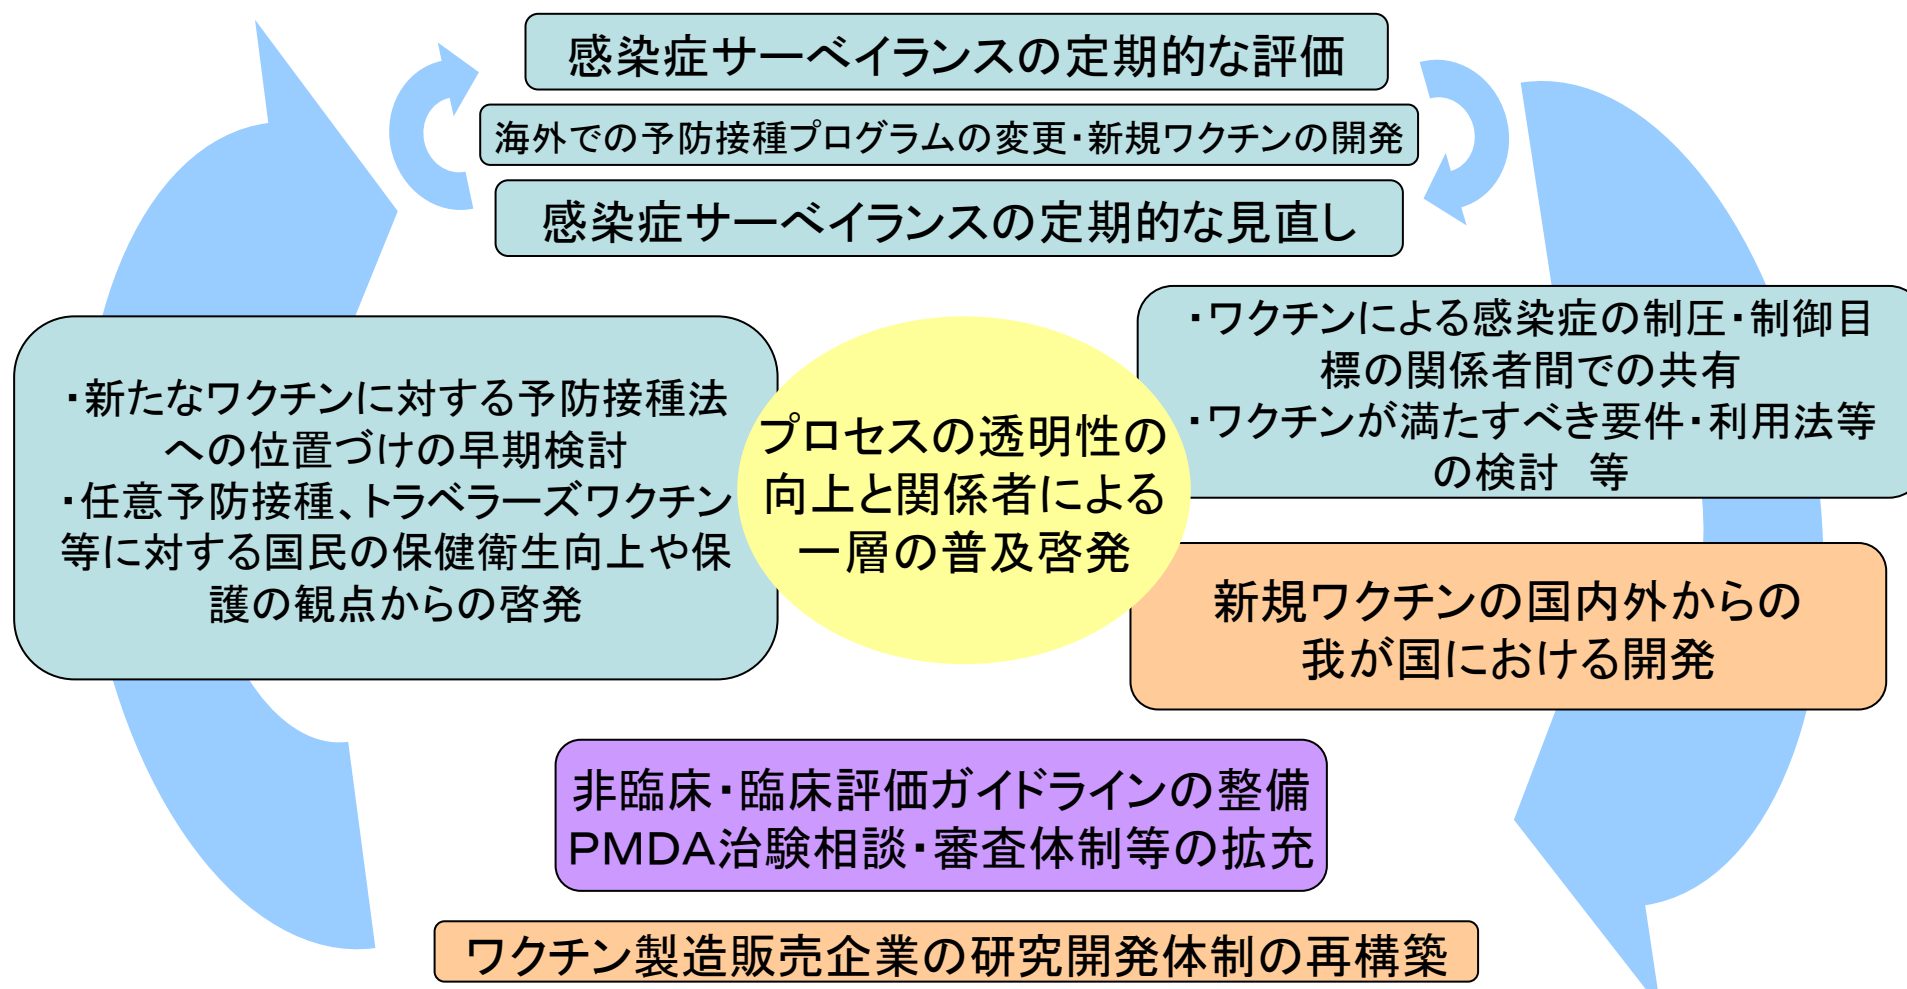 感染症サーベイランスの定期的な評価
海外での予防接種プログラムの変更・新規ワクチンの開発
感染症サーベイランスの定期的な見直し
・ワクチンによる感染症の制圧・制御目
標の関係者間での共有
・ワクチンが満たすべき要件・利用法等
の検討　等
・新たなワクチンに対する予防接種法
への位置づけの早期検討
・任意予防接種、トラベラーズワクチン
等に対する国民の保健衛生向上や保
護の観点からの啓発
プロセスの透明性の
向上と関係者による
一層の普及啓発
新規ワクチンの国内外からの
我が国における開発
非臨床・臨床評価ガイドラインの整備
PMDA治験相談・審査体制等の拡充
ワクチン製造販売企業の研究開発体制の再構築